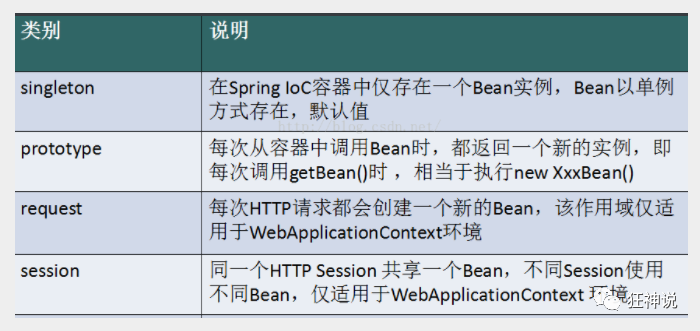 类别 说明
singleton 在Spring IoC容器中仅存在一个Bean实例，Bean以单例
方式存在，默认值
http://blog.csdn.net/
prototype 每次从容器中调用Bean时，都返回一个新的实例，即
每次调用getBean()时 ，相当于执行new XxxBean()
request 每次HTTP请求都会创建一个新的Bean，该作用域仅适
用于WebApplicationContext环境
session 同一个HTTP Session 共享一个Bean，不同Session使用
不同Bean，仅适用于WebApplicationContext 环境
狂神说